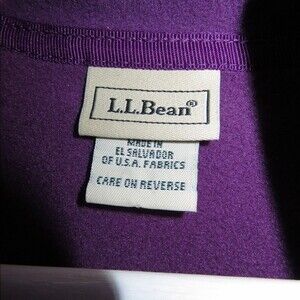 L.L.Bean®
MADE IN
EL SALVADOR
OF U.S.A. FABRICS
CARE ON REVERSE